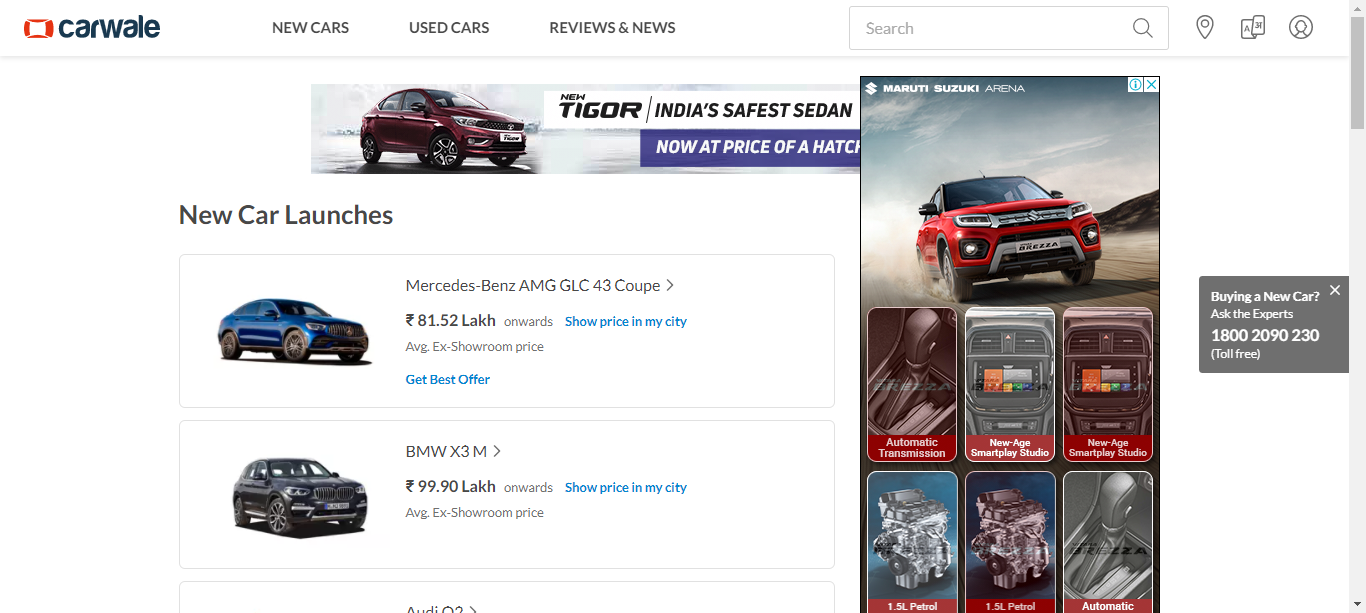 carwale
NEW CARS
USED CARS
REVIEWS & NEWS
Search
NEW
TIGOR
INDIA'S SAFEST SEDAN
NOW AT PRICE OF A HATCH
MARUTI SUZUKI ARENA
New Car Launches
Mercedes-Benz AMG GLC 43 Coupe
₹ 81.52 Lakh onwards Show price in my city
Avg. Ex-Showroom price
Get Best Offer
BMW X3 M
₹ 99.90 Lakh onwards Show price in my city
Avg. Ex-Showroom price
Audi Q2
BREZZA
Automatic
Transmission
New-Age
Smartplay Studio
New-Age
Smartplay Studio
1.5L Petrol
1.5L Petrol
Automatic
Buying a New Car?
Ask the Experts
1800 2090 230
(Toll free)